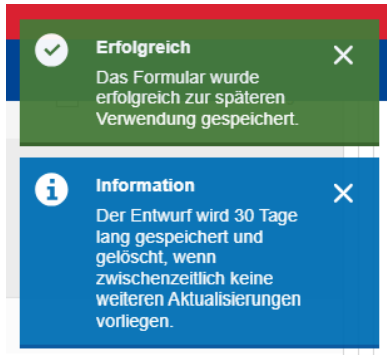 Erfolgreich
Das Formular wurde
erfolgreich zur späteren
Verwendung gespeichert.
Information
Der Entwurf wird 30 Tage
lang gespeichert und
gelöscht, wenn
zwischenzeitlich keine
weiteren Aktualisierungen
vorliegen.